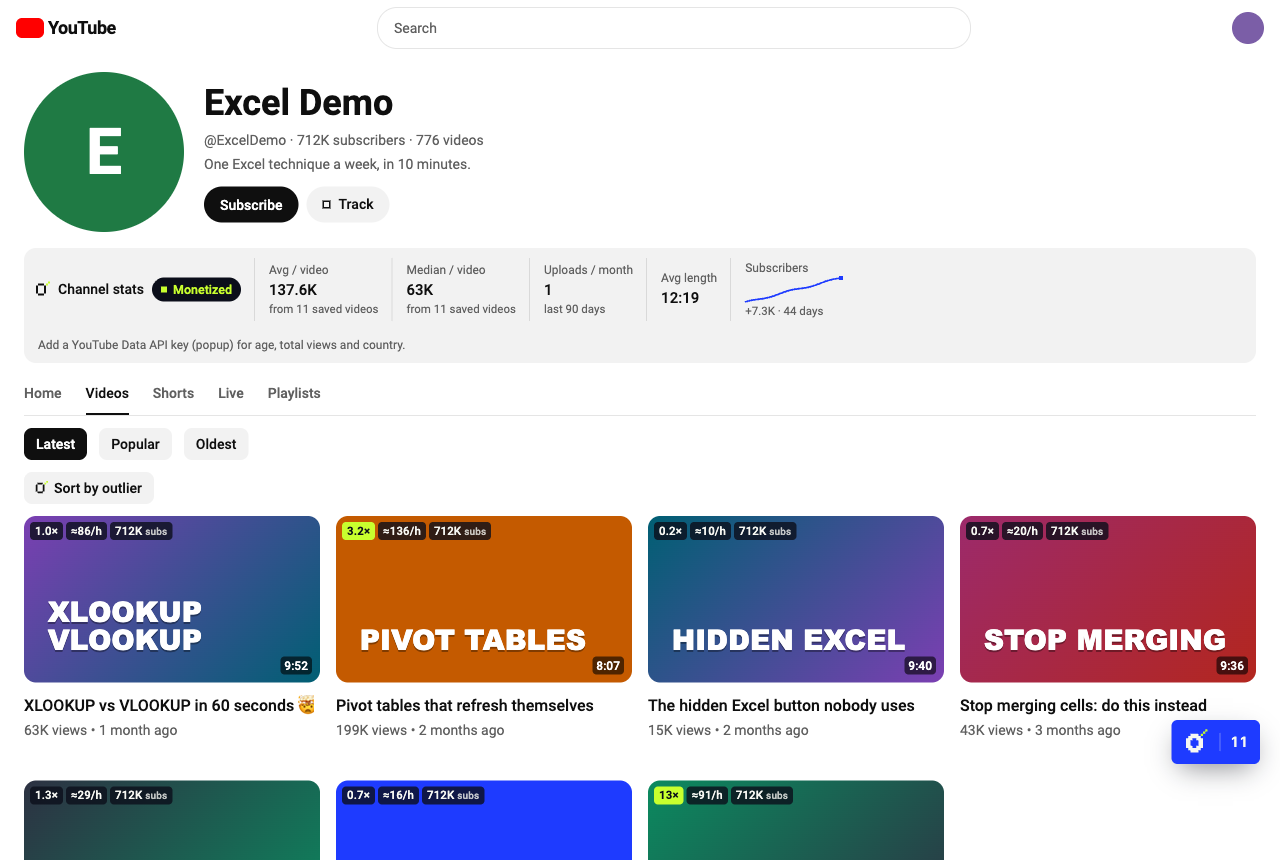 YouTube
Search
E
Excel Demo
@ExcelDemo · 712K subscribers · 776 videos
One Excel technique a week, in 10 minutes.
Subscribe
Track
Channel stats
Monetized
Avg / video
137.6K
from 11 saved videos
Median / video
63K
from 11 saved videos
Uploads / month
1
last 90 days
Avg length
12:19
Subscribers
+7.3K · 44 days
Add a YouTube Data API key (popup) for age, total views and country.
Home
Videos
Shorts
Live
Playlists
Latest
Popular
Oldest
Sort by outlier
1.0× ≈86/h 712K subs
XLOOKUP
VLOOKUP
9:52
XLOOKUP vs VLOOKUP in 60 seconds 🤯
63K views • 1 month ago
3.2× ≈136/h 712K subs
PIVOT TABLES
8:07
Pivot tables that refresh themselves
199K views • 2 months ago
0.2× ≈10/h 712K subs
HIDDEN EXCEL
9:40
The hidden Excel button nobody uses
15K views • 2 months ago
0.7× ≈20/h 712K subs
STOP MERGING
9:36
Stop merging cells: do this instead
43K views • 3 months ago
11
1.3× ≈29/h 712K subs
0.7× ≈16/h 712K subs
13× ≈91/h 712K subs